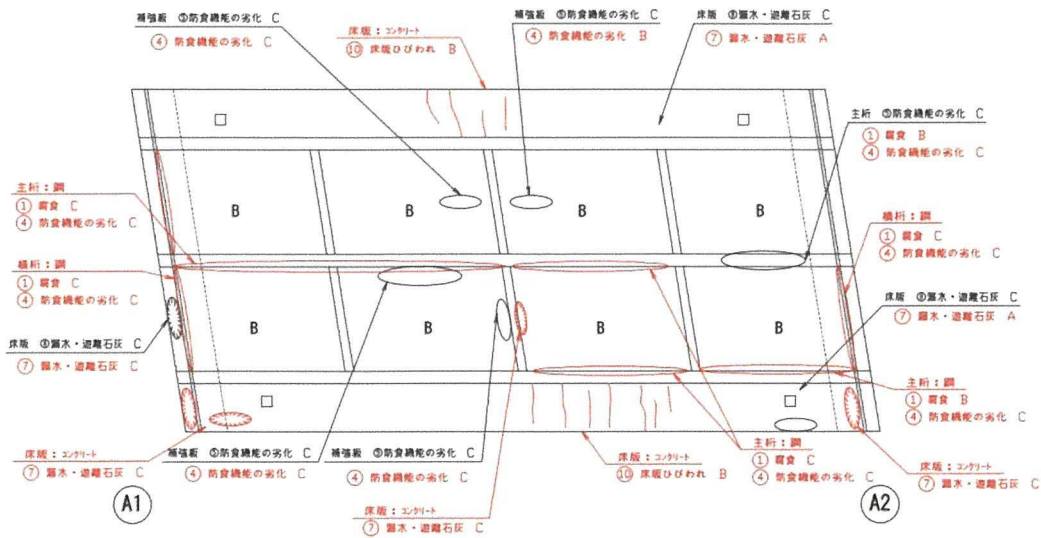 補強板 ⑤防食機能の劣化 C
④ 防食機能の劣化 C
床版：コンクリート
⑩ 床版ひびわれ B
補強板 ⑤防食機能の劣化 C
④ 防食機能の劣化 B
床版 ⑧漏水・遊離石灰 C
⑦ 漏水・遊離石灰 A
主桁 ⑤防食機能の劣化 C
① 腐食 B
④ 防食機能の劣化 C
主桁：鋼
① 腐食 C
④ 防食機能の劣化 C
B
B
B
B
横桁：鋼
① 腐食 C
④ 防食機能の劣化 C
横桁：鋼
① 腐食 C
④ 防食機能の劣化 C
床版 ⑧漏水・遊離石灰 C
⑦ 漏水・遊離石灰 A
B
B
B
B
床版 ⑧漏水・遊離石灰 C
⑦ 漏水・遊離石灰 C
主桁：鋼
① 腐食 B
④ 防食機能の劣化 C
床版：コンクリート
⑦ 漏水・遊離石灰 C
補強板 ⑤防食機能の劣化 C
④ 防食機能の劣化 C
補強板 ⑤防食機能の劣化 C
④ 防食機能の劣化 C
床版：コンクリート
⑩ 床版ひびわれ B
主桁：鋼
① 腐食 C
④ 防食機能の劣化 C
床版：コンクリート
⑦ 漏水・遊離石灰 C
A1
床版：コンクリート
⑦ 漏水・遊離石灰 C
A2